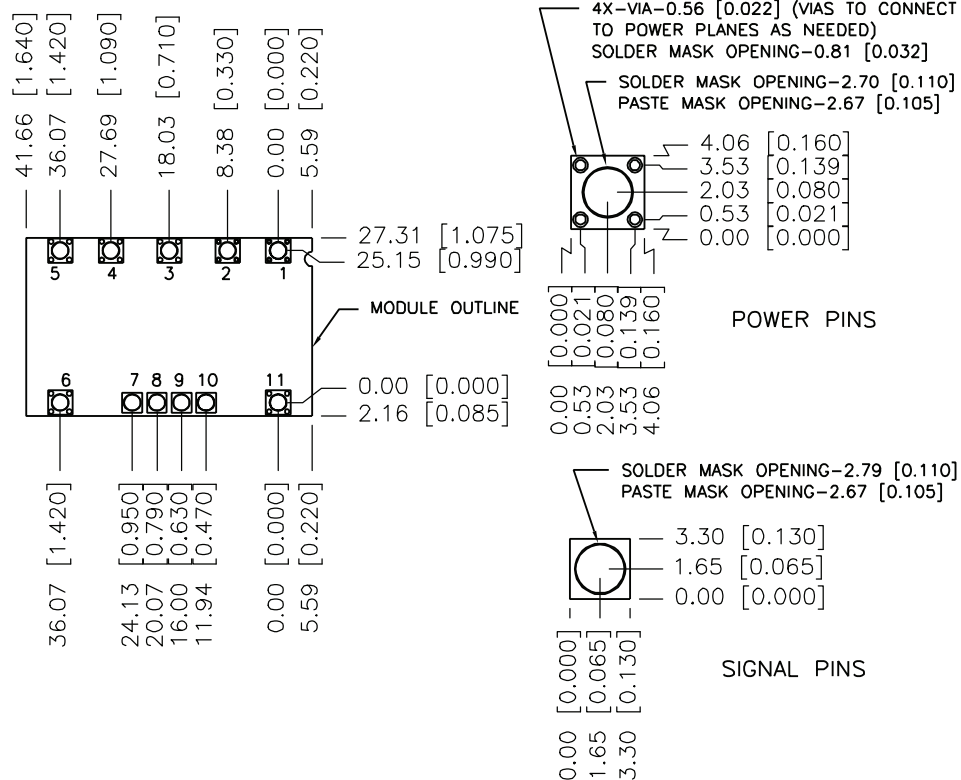 4X-VIA-0.56 [0.022] (VIAS TO CONNECT
TO POWER PLANES AS NEEDED)
SOLDER MASK OPENING-0.81 [0.032]
SOLDER MASK OPENING-2.70 [0.110]
PASTE MASK OPENING-2.67 [0.105]
41.66 [1.640]
36.07 [1.420]
27.69 [1.090]
18.03 [0.710]
8.38 [0.330]
0.00 [0.000]
5.59 [0.220]
4.06 [0.160]
3.53 [0.139]
2.03 [0.080]
0.53 [0.021]
0.00 [0.000]
27.31 [1.075]
25.15 [0.990]
5 4 3 2 1
MODULE OUTLINE
0.00 [0.000]
0.53 [0.021]
2.03 [0.080]
3.53 [0.139]
4.06 [0.160]
POWER PINS
6 7 8 9 10 11
0.00 [0.000]
2.16 [0.085]
36.07 [1.420]
24.13 [0.950]
20.07 [0.790]
16.00 [0.630]
11.94 [0.470]
0.00 [0.000]
5.59 [0.220]
SOLDER MASK OPENING-2.79 [0.110]
PASTE MASK OPENING-2.67 [0.105]
3.30 [0.130]
1.65 [0.065]
0.00 [0.000]
0.00 [0.000]
1.65 [0.065]
3.30 [0.130]
SIGNAL PINS